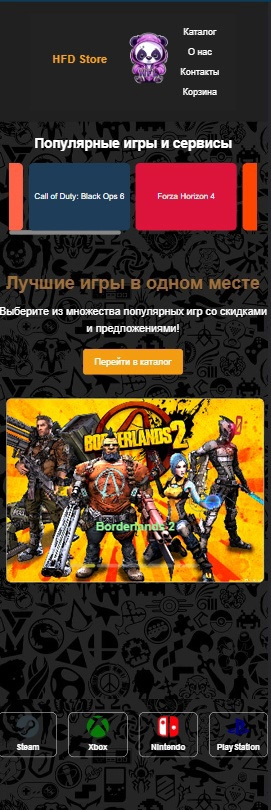 HFD Store
Каталог
О нас
Контакты
Корзина
Популярные игры и сервисы
Call of Duty: Black Ops 6
Forza Horizon 4
Лучшие игры в одном месте
Выберите из множества популярных игр со скидками
и предложениями!
Перейти в каталог
BORDERLANDS 2
Borderlands 2
Steam
Xbox
Nintendo
PlayStation